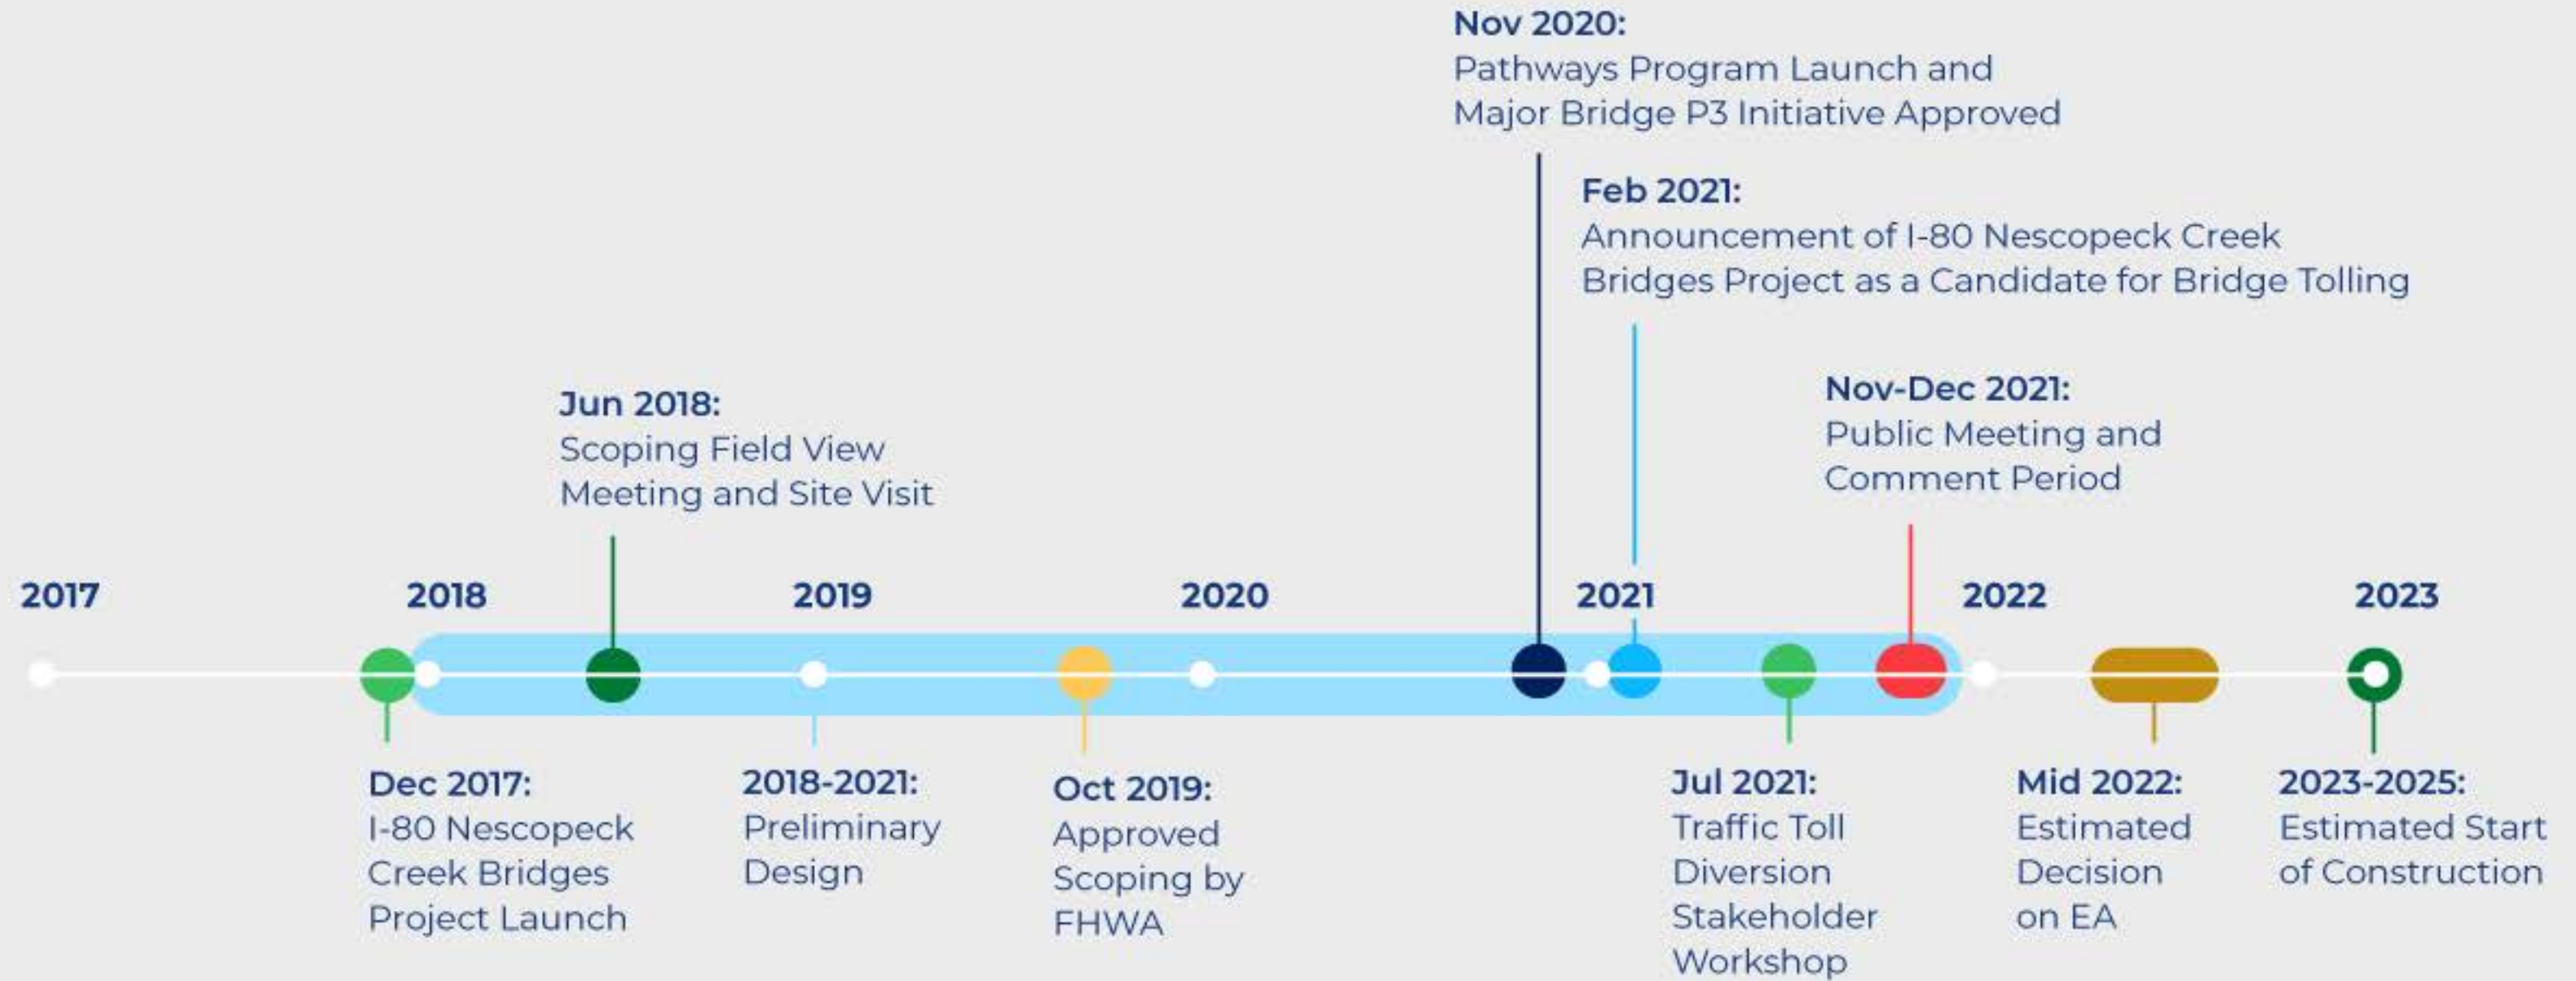 Nov 2020:
Pathways Program Launch and
Major Bridge P3 Initiative Approved
Feb 2021:
Announcement of I-80 Nescopeck Creek
Bridges Project as a Candidate for Bridge Tolling
Nov-Dec 2021:
Public Meeting and
Comment Period
Jun 2018:
Scoping Field View
Meeting and Site Visit
2017
2018
2019
2020
2021
2022
2023
Dec 2017:
I-80 Nescopeck
Creek Bridges
Project Launch
2018-2021:
Preliminary
Design
Oct 2019:
Approved
Scoping by
FHWA
Jul 2021:
Traffic Toll
Diversion
Stakeholder
Workshop
Mid 2022:
Estimated
Decision
on EA
2023-2025:
Estimated Start
of Construction